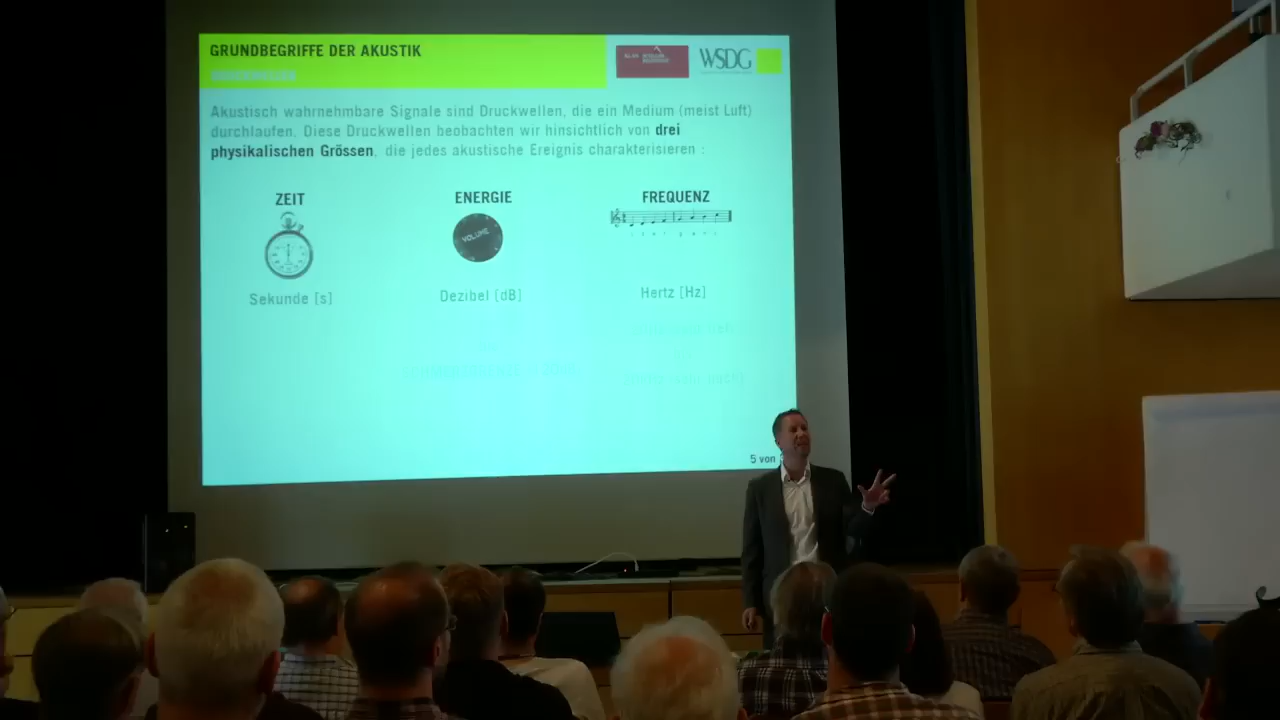 GRUNDBEGRIFFE DER AKUSTIK
WSDG
Akustisch wahrnehmbare Signale sind Druckwellen, die ein Medium (meist Luft)
durchlaufen. Diese Druckwellen beobachten wir hinsichtlich von drei
physikalischen Grössen, die jedes akustische Ereignis charakterisieren :
ZEIT
ENERGIE
FREQUENZ
VOLUME
Sekunde [s]
Dezibel [dB]
Hertz [Hz]
5 von